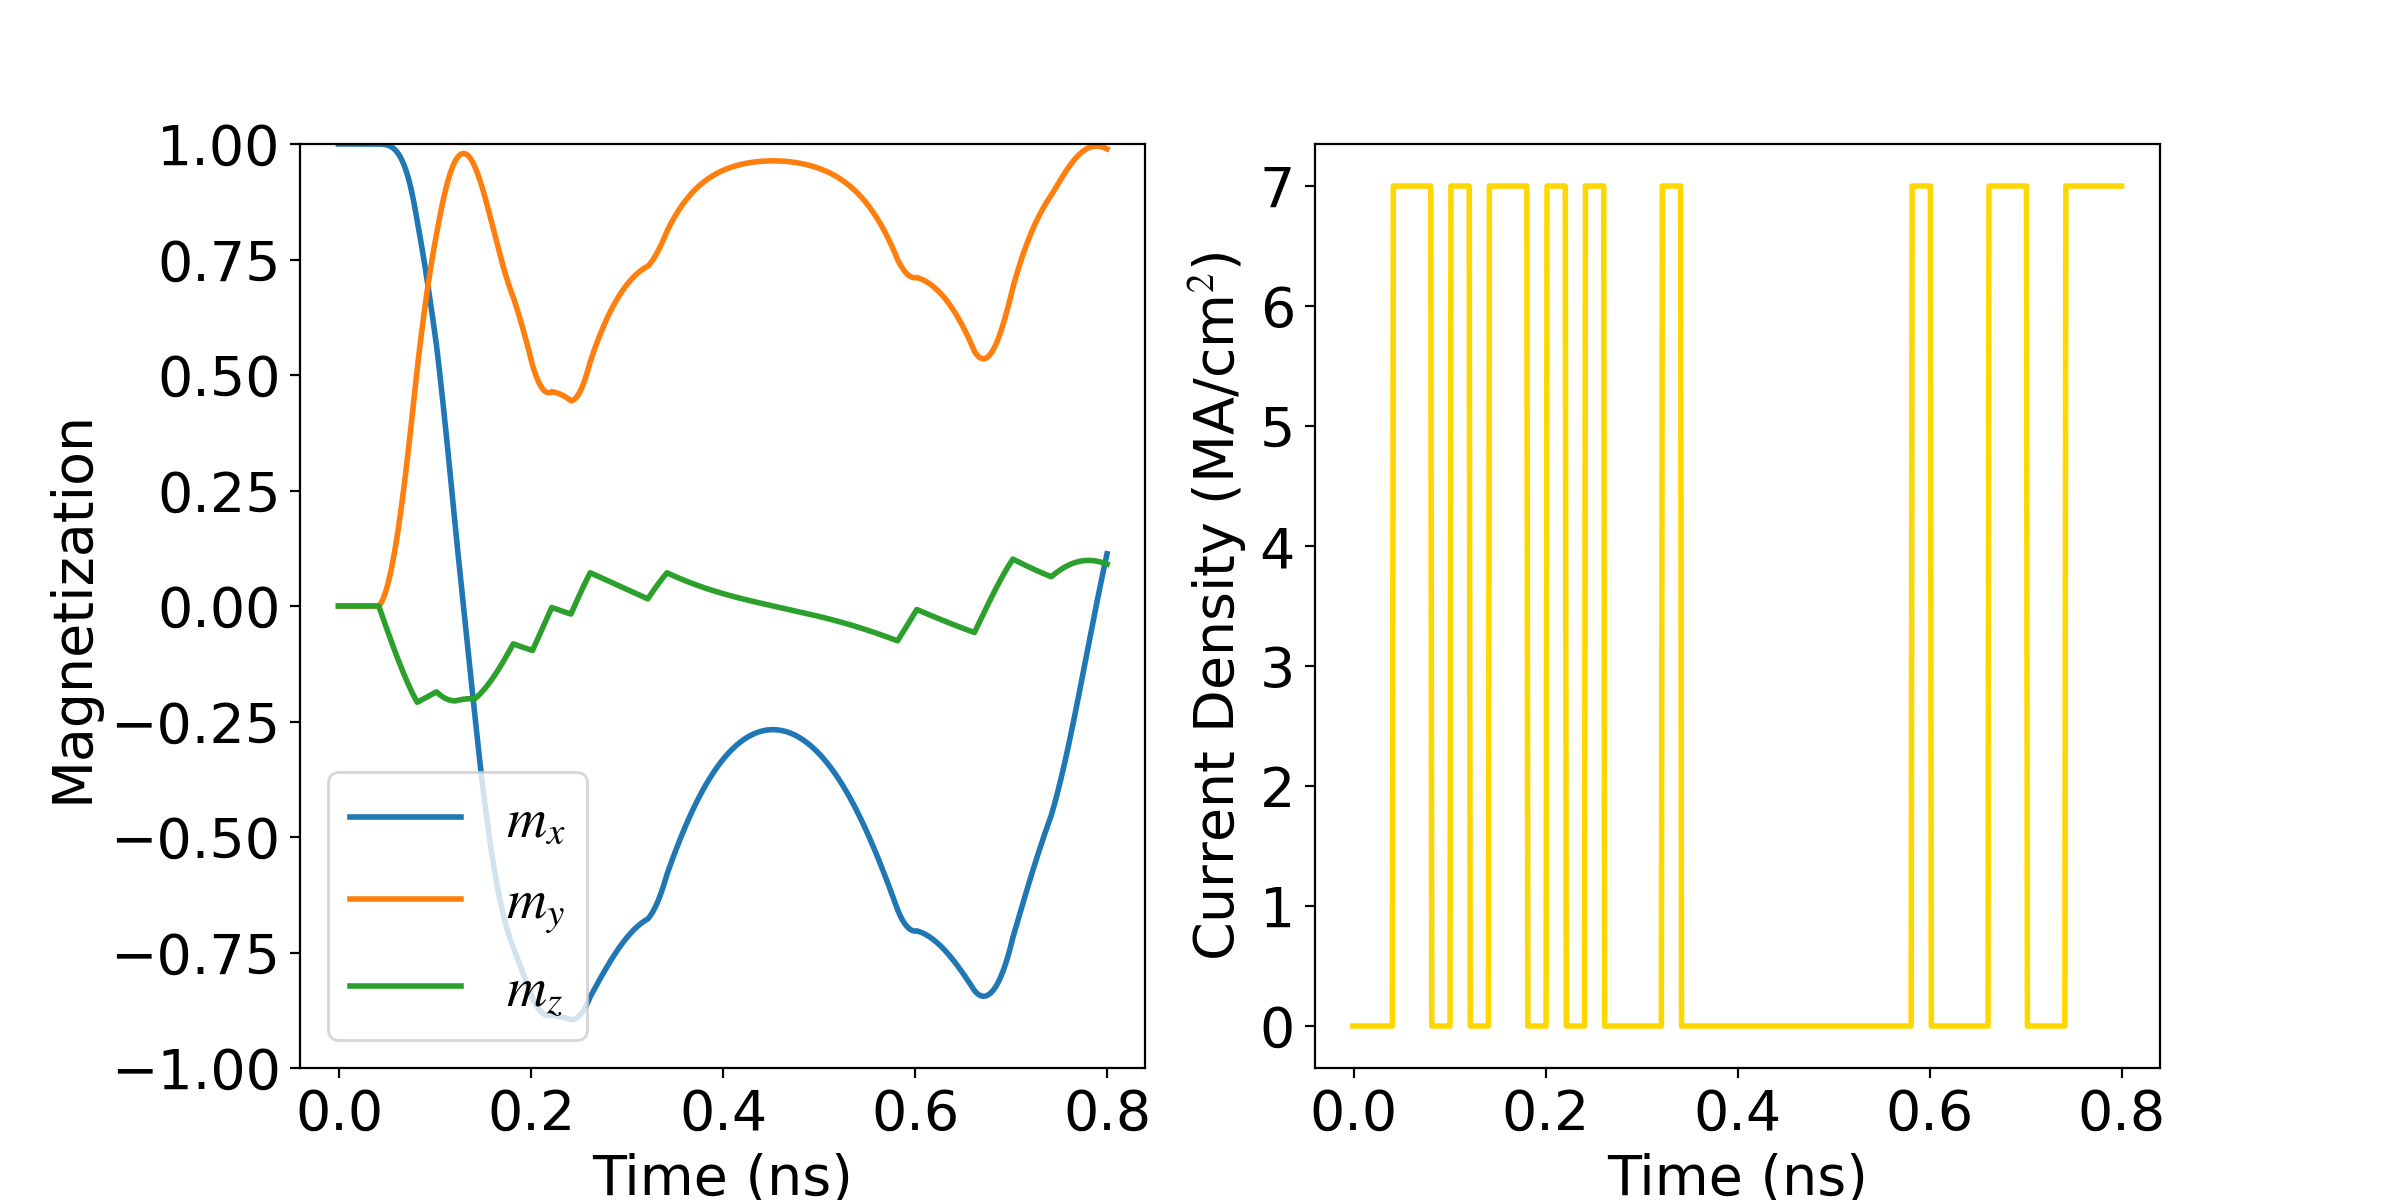 Magnetization
1.00
0.75
0.50
0.25
0.00
−0.25
−0.50
−0.75
−1.00
0.0 0.2 0.4 0.6 0.8
Time (ns)
m_x
m_y
m_z
Current Density (MA/cm²)
7
6
5
4
3
2
1
0
0.0 0.2 0.4 0.6 0.8
Time (ns)